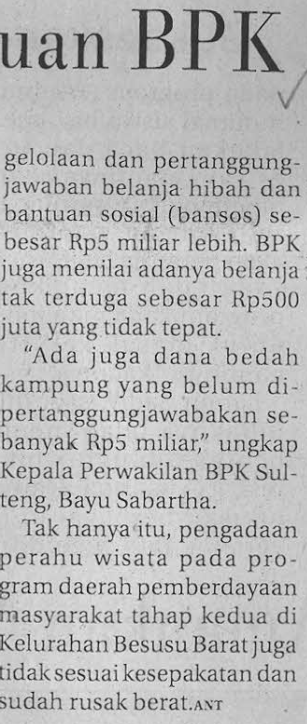 uan BPK
gelolaan dan pertanggung-
jawaban belanja hibah dan
bantuan sosial (bansos) se-
besar Rp5 miliar lebih. BPK
juga menilai adanya belanja
tak terduga sebesar Rp500
juta yang tidak tepat.
"Ada juga dana bedah
kampung yang belum di-
pertanggungjawabakan se-
banyak Rp5 miliar," ungkap
Kepala Perwakilan BPK Sul-
teng, Bayu Sabartha.
Tak hanya itu, pengadaan
perahu wisata pada pro-
gram daerah pemberdayaan
masyarakat tahap kedua di
Kelurahan Besusu Barat juga
tidak sesuai kesepakatan dan
sudah rusak berat.ANT